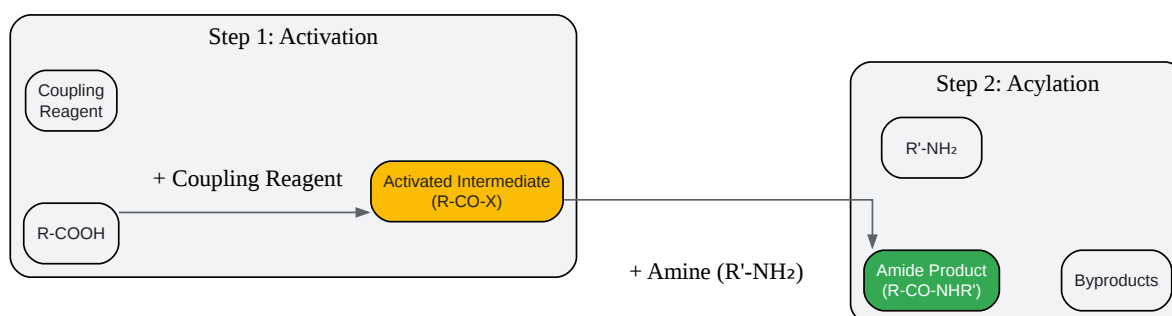 Step 1: Activation
Coupling
Reagent
+ Coupling Reagent
Activated Intermediate
(R-CO-X)
R-COOH
+ Amine (R'-NH₂)
Step 2: Acylation
R'-NH₂
Amide Product
(R-CO-NHR')
Byproducts